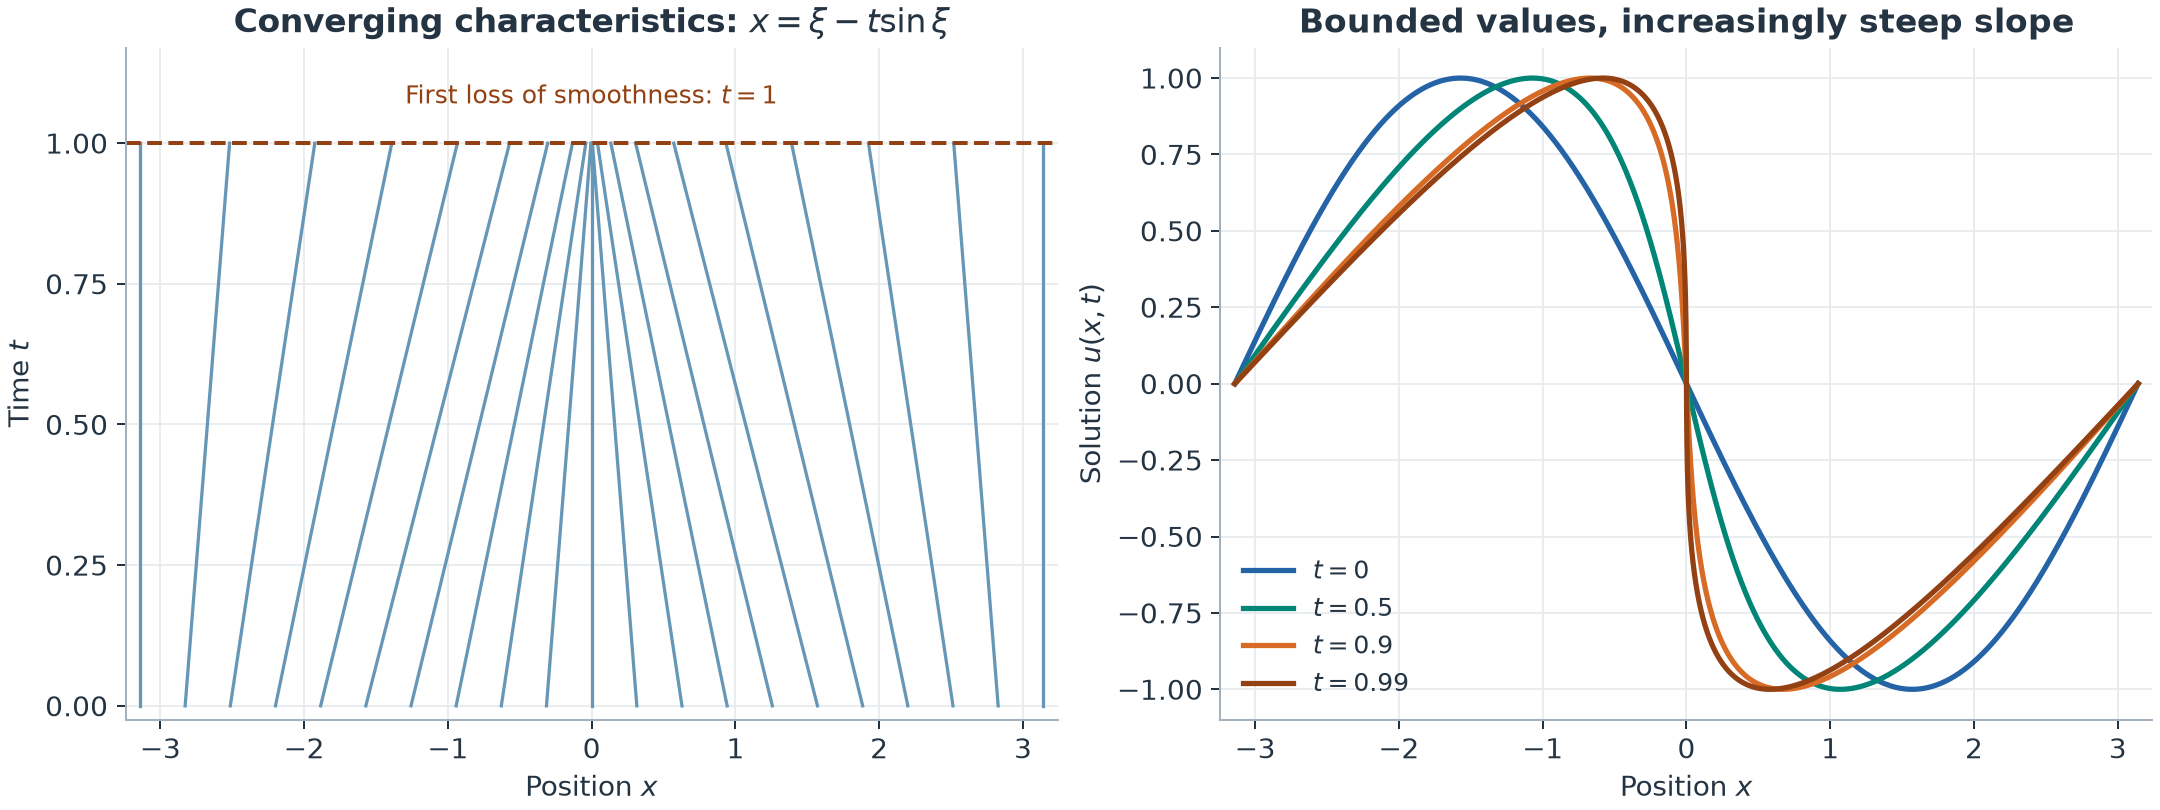 Converging characteristics: x = ξ − t sin ξ
First loss of smoothness: t = 1
1.00
0.75
0.50
0.25
0.00
Time t
−3
−2
−1
0
1
2
3
Position x
Bounded values, increasingly steep slope
1.00
0.75
0.50
0.25
0.00
−0.25
−0.50
−0.75
−1.00
Solution u(x, t)
t = 0
t = 0.5
t = 0.9
t = 0.99
−3
−2
−1
0
1
2
3
Position x